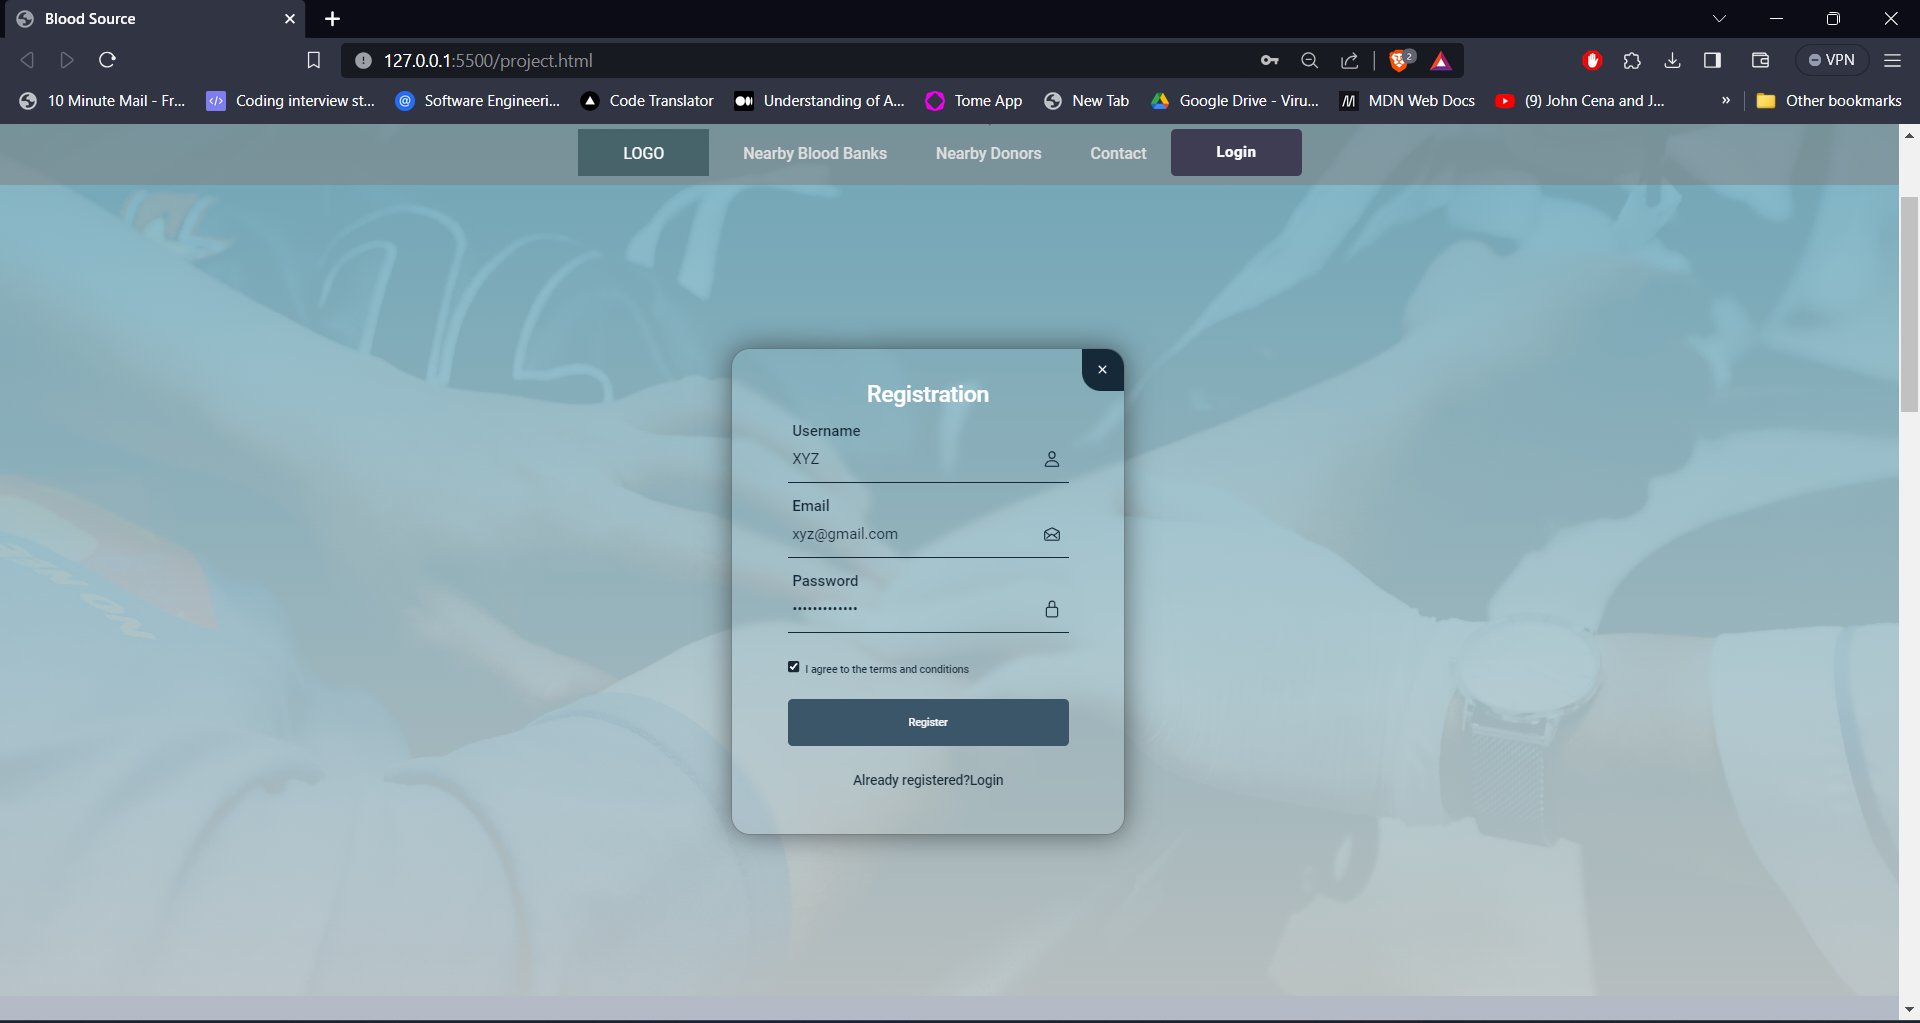 Blood Source
127.0.0.1:5500/project.html
2
VPN
10 Minute Mail - Fr...
Coding interview st...
Software Engineeri...
Code Translator
Understanding of A...
Tome App
New Tab
Google Drive - Viru...
MDN Web Docs
(9) John Cena and J...
»
Other bookmarks
LOGO
Nearby Blood Banks
Nearby Donors
Contact
Login
Registration
Username
XYZ
Email
xyz@gmail.com
Password
•••••••••••••
I agree to the terms and conditions
Register
Already registered?Login